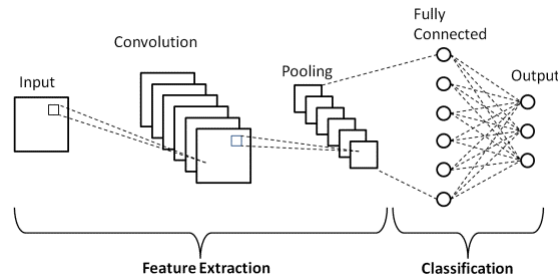 Input
Convolution
Pooling
Fully
Connected
Output
Feature Extraction
Classification